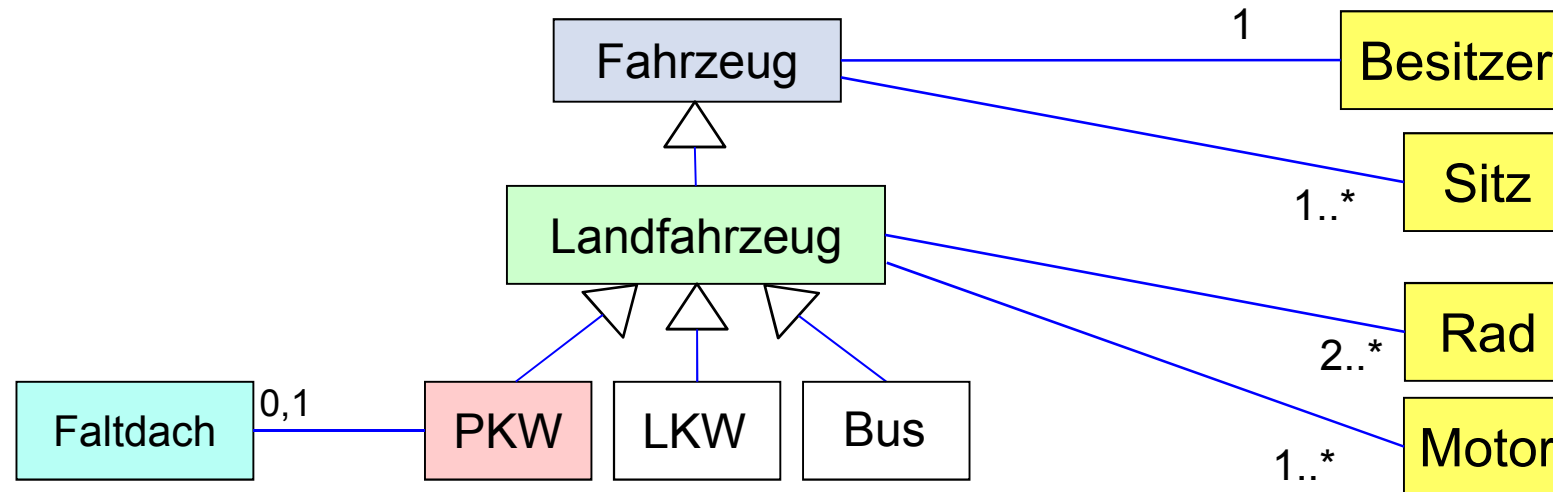 Fahrzeug
1
Besitzer
Sitz
1..*
Landfahrzeug
Rad
2..*
Faltdach
0,1
PKW
LKW
Bus
Motor
1..*